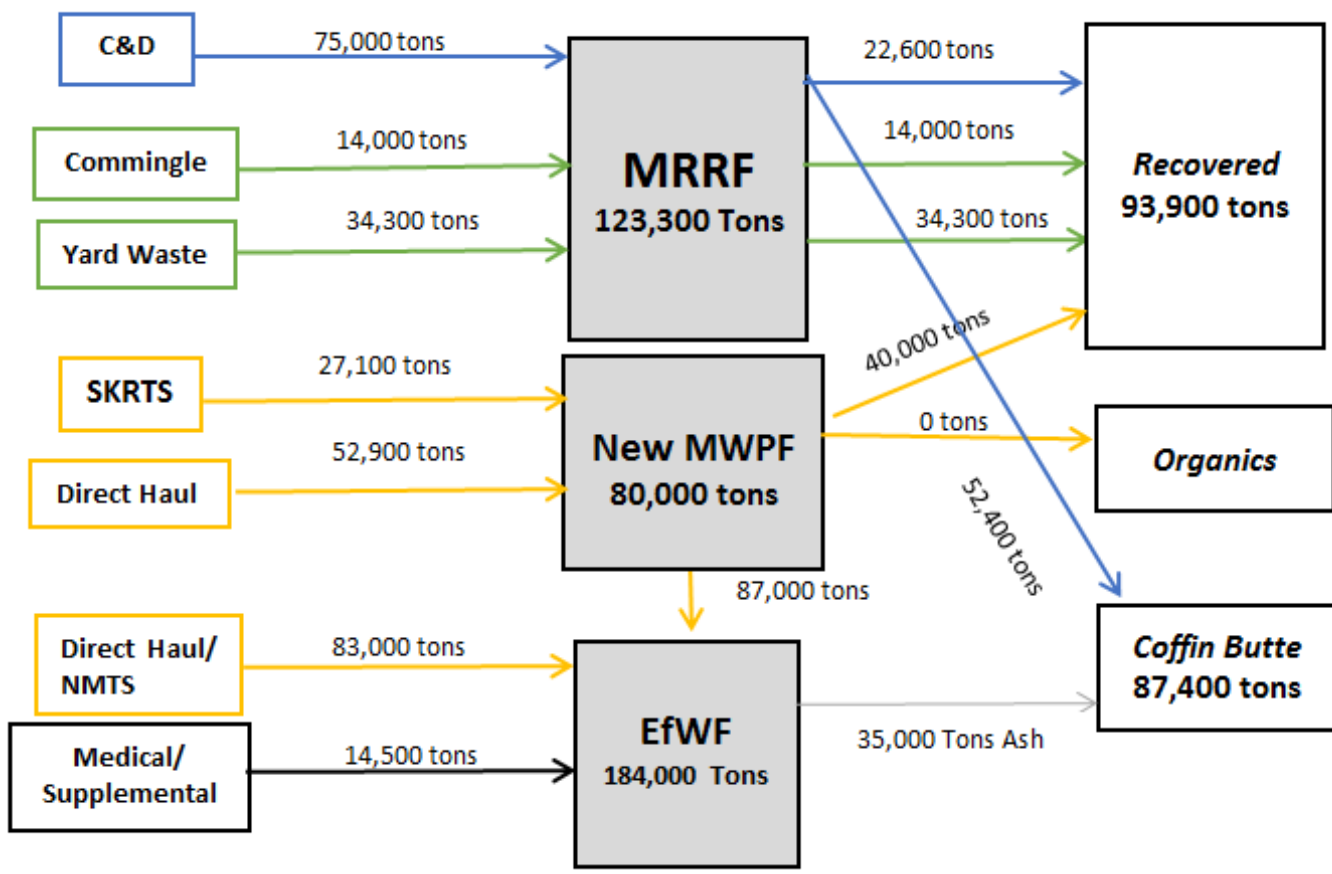 C&D
75,000 tons
22,600 tons
Commingle
14,000 tons
MRRF
123,300 Tons
14,000 tons
Recovered
93,900 tons
Yard Waste
34,300 tons
34,300 tons
SKRTS
27,100 tons
40,000 tons
0 tons
New MWPF
80,000 tons
Organics
Direct Haul
52,900 tons
52,400 tons
87,000 tons
Direct Haul/
NMTS
83,000 tons
Coffin Butte
87,400 tons
EfWF
184,000 Tons
35,000 Tons Ash
Medical/
Supplemental
14,500 tons